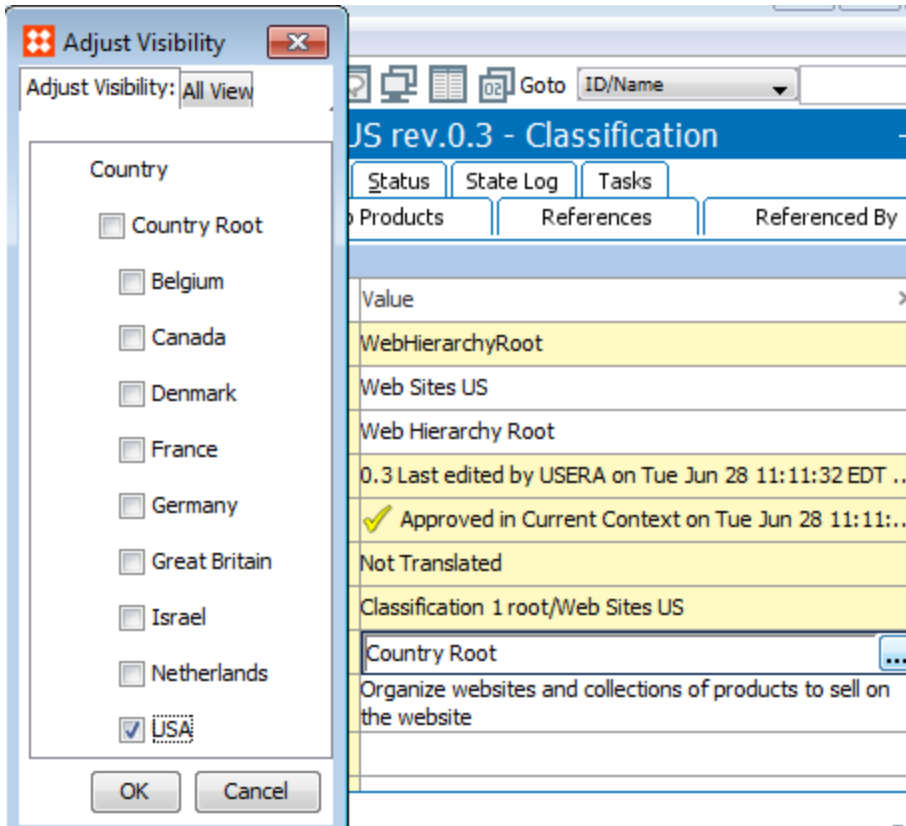 Adjust Visibility
Adjust Visibility: All View
Country
Country Root
Belgium
Canada
Denmark
France
Germany
Great Britain
Israel
Netherlands
USA
OK Cancel
Goto ID/Name
US rev.0.3 - Classification
Status State Log Tasks
Products References Referenced By
Value
WebHierarchyRoot
Web Sites US
Web Hierarchy Root
0.3 Last edited by USERA on Tue Jun 28 11:11:32 EDT ..
Approved in Current Context on Tue Jun 28 11:11:..
Not Translated
Classification 1 root/Web Sites US
Country Root ...
Organize websites and collections of products to sell on
the website